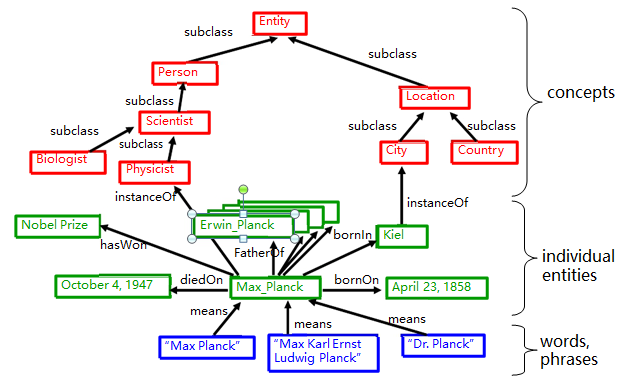 Entity
subclass
subclass
Person
concepts
subclass
Location
Scientist
subclass
subclass
subclass
subclass
Biologist
City
Country
Physicist
instanceOf
instanceOf
Nobel Prize
Erwin_Planck
bornIn
Kiel
hasWon
FatherOf
individual
entities
October 4, 1947
diedOn
Max_Planck
bornOn
April 23, 1858
means
means
means
"Max Planck"
"Max Karl Ernst
Ludwig Planck"
"Dr. Planck"
words,
phrases